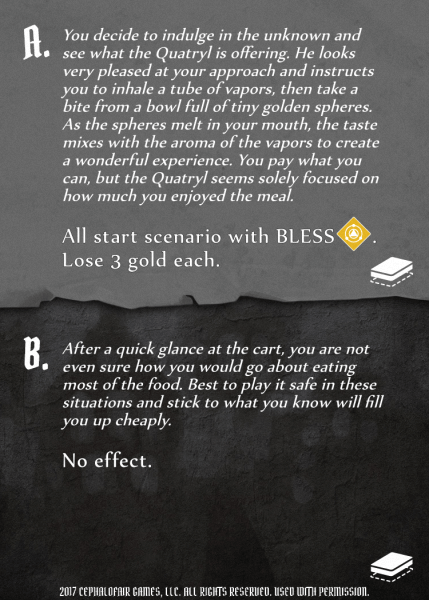 A. You decide to indulge in the unknown and
see what the Quatryl is offering. He looks
very pleased at your approach and instructs
you to inhale a tube of vapors, then take a
bite from a bowl full of tiny golden spheres.
As the spheres melt in your mouth, the taste
mixes with the aroma of the vapors to create
a wonderful experience. You pay what you
can, but the Quatryl seems solely focused on
how much you enjoyed the meal.
All start scenario with BLESS .
Lose 3 gold each.
B. After a quick glance at the cart, you are not
even sure how you would go about eating
most of the food. Best to play it safe in these
situations and stick to what you know will fill
you up cheaply.
No effect.
2017 CEPHALOFAIR GAMES, LLC. ALL RIGHTS RESERVED. USED WITH PERMISSION.